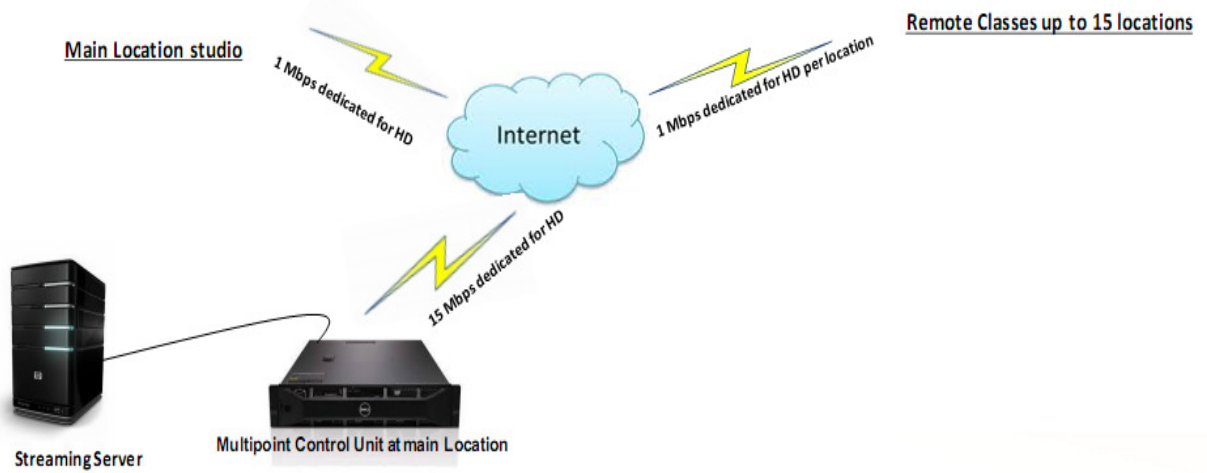 Main Location studio
Remote Classes up to 15 locations
1 Mbps dedicated for HD
1 Mbps dedicated for HD per location
Internet
15 Mbps dedicated for HD
Multipoint Control Unit at main Location
Streaming Server